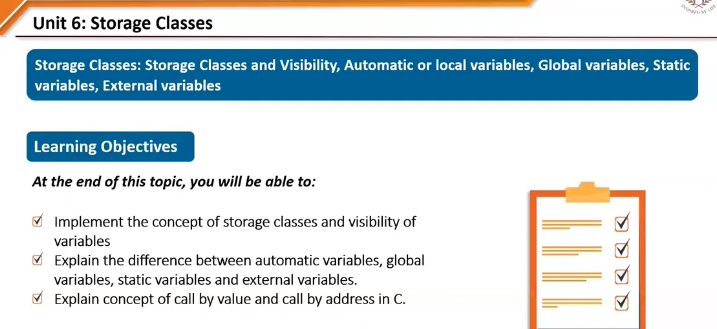 Unit 6: Storage Classes
Storage Classes: Storage Classes and Visibility, Automatic or local variables, Global variables, Static
variables, External variables
Learning Objectives
At the end of this topic, you will be able to:
Implement the concept of storage classes and visibility of
variables
Explain the difference between automatic variables, global
variables, static variables and external variables.
Explain concept of call by value and call by address in C.